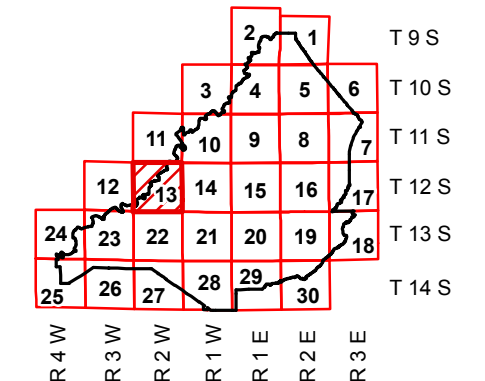 2 1 T 9 S
3 4 5 6 T 10 S
11 10 9 8 7 T 11 S
12 13 14 15 16 17 T 12 S
24 23 22 21 20 19 18 T 13 S
25 26 27 28 29 30 T 14 S
R 4 W R 3 W R 2 W R 1 W R 1 E R 2 E R 3 E